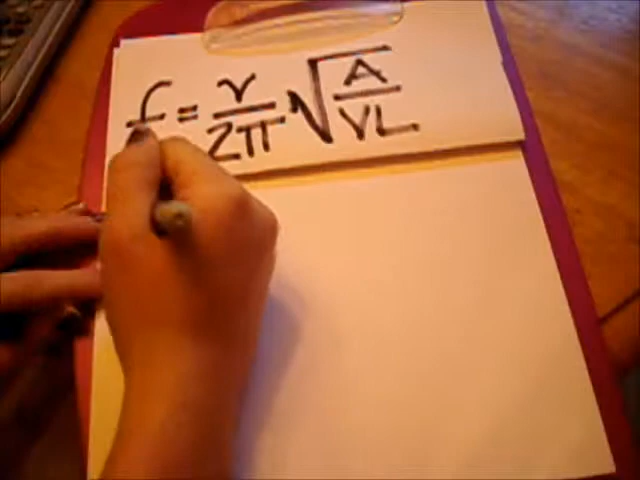 f = v/2π √A/VL